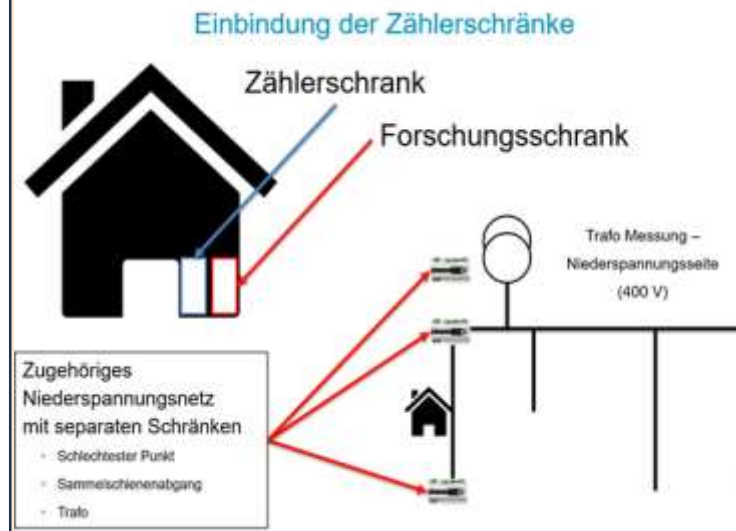 Einbindung der Zählerschränke
Zählerschrank
Forschungsschrank
Trafo Messung –
Niederspannungsseite
(400 V)
Zugehöriges
Niederspannungsnetz
mit separaten Schränken
◦ Schlechtester Punkt
◦ Sammelschienenabgang
◦ Trafo